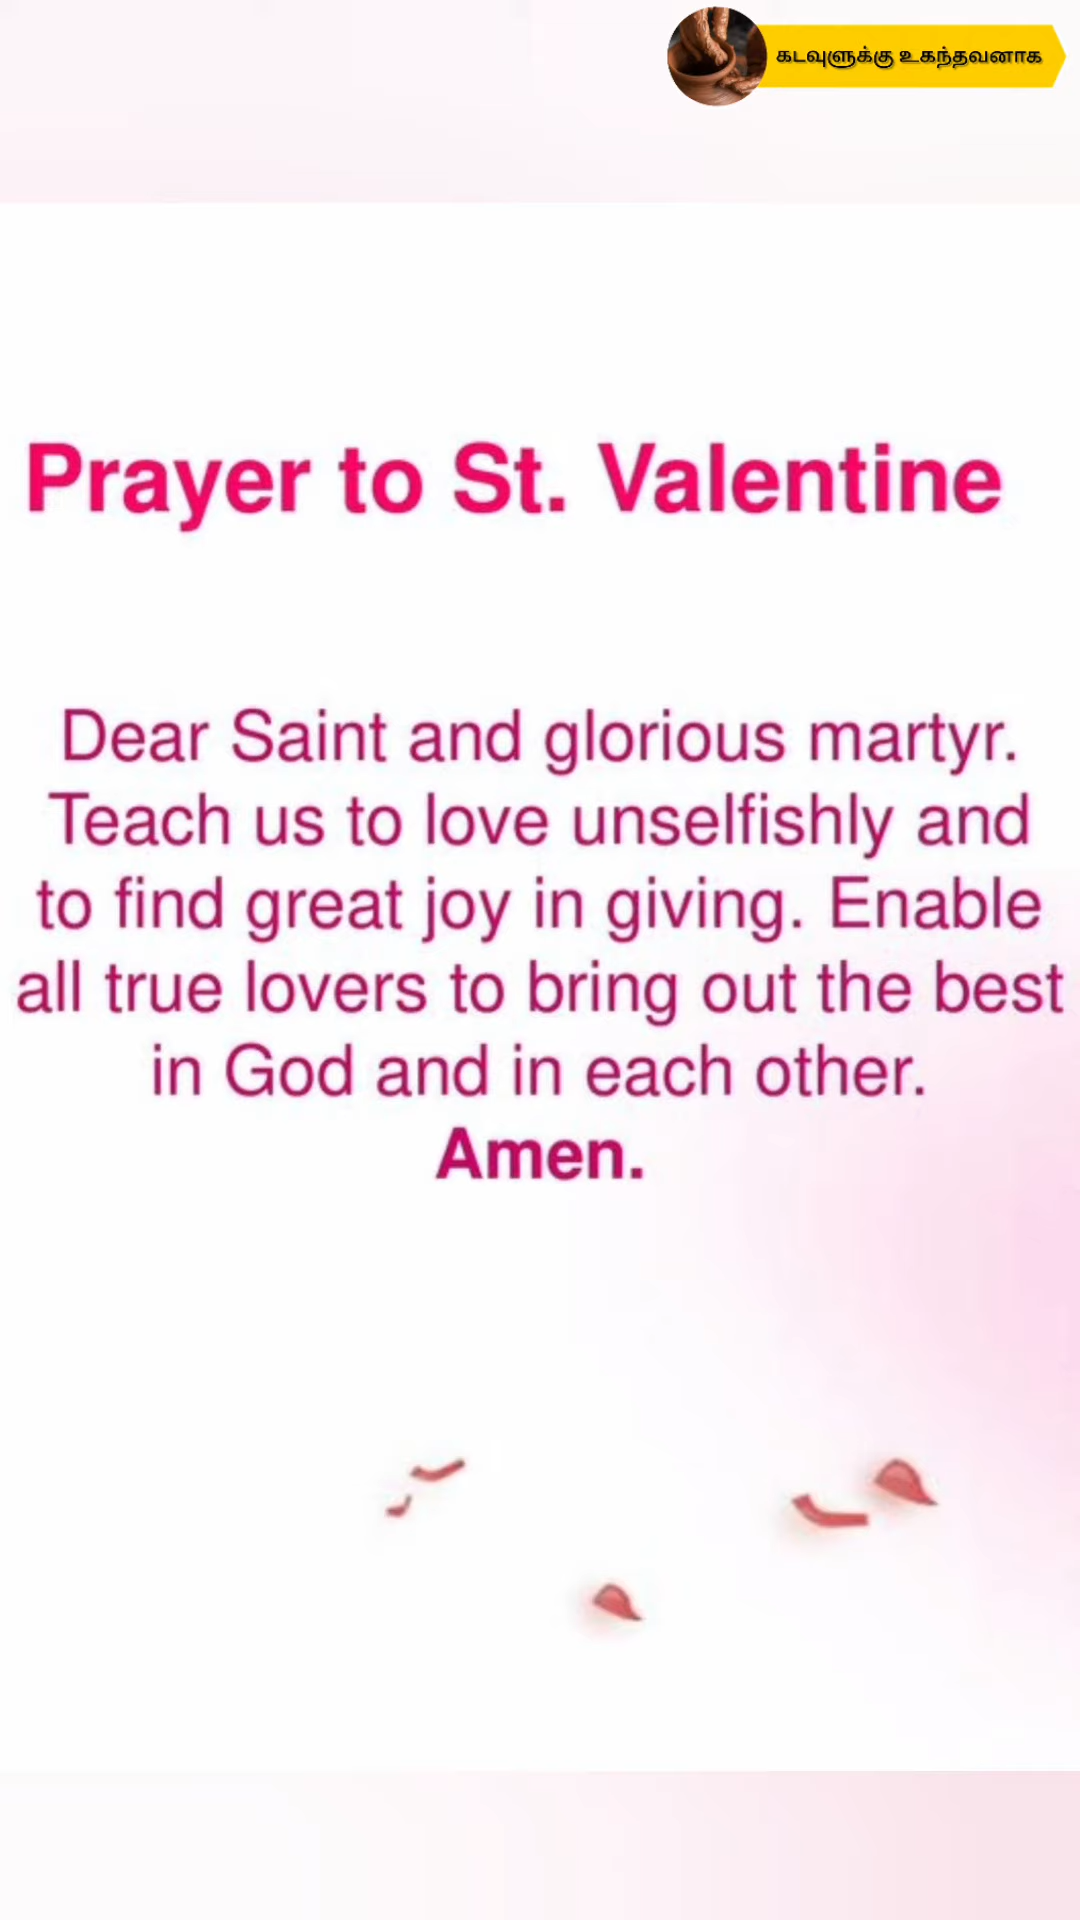 கடவுளுக்கு உகந்தவனாக
Prayer to St. Valentine
Dear Saint and glorious martyr.
Teach us to love unselfishly and
to find great joy in giving. Enable
all true lovers to bring out the best
in God and in each other.
Amen.